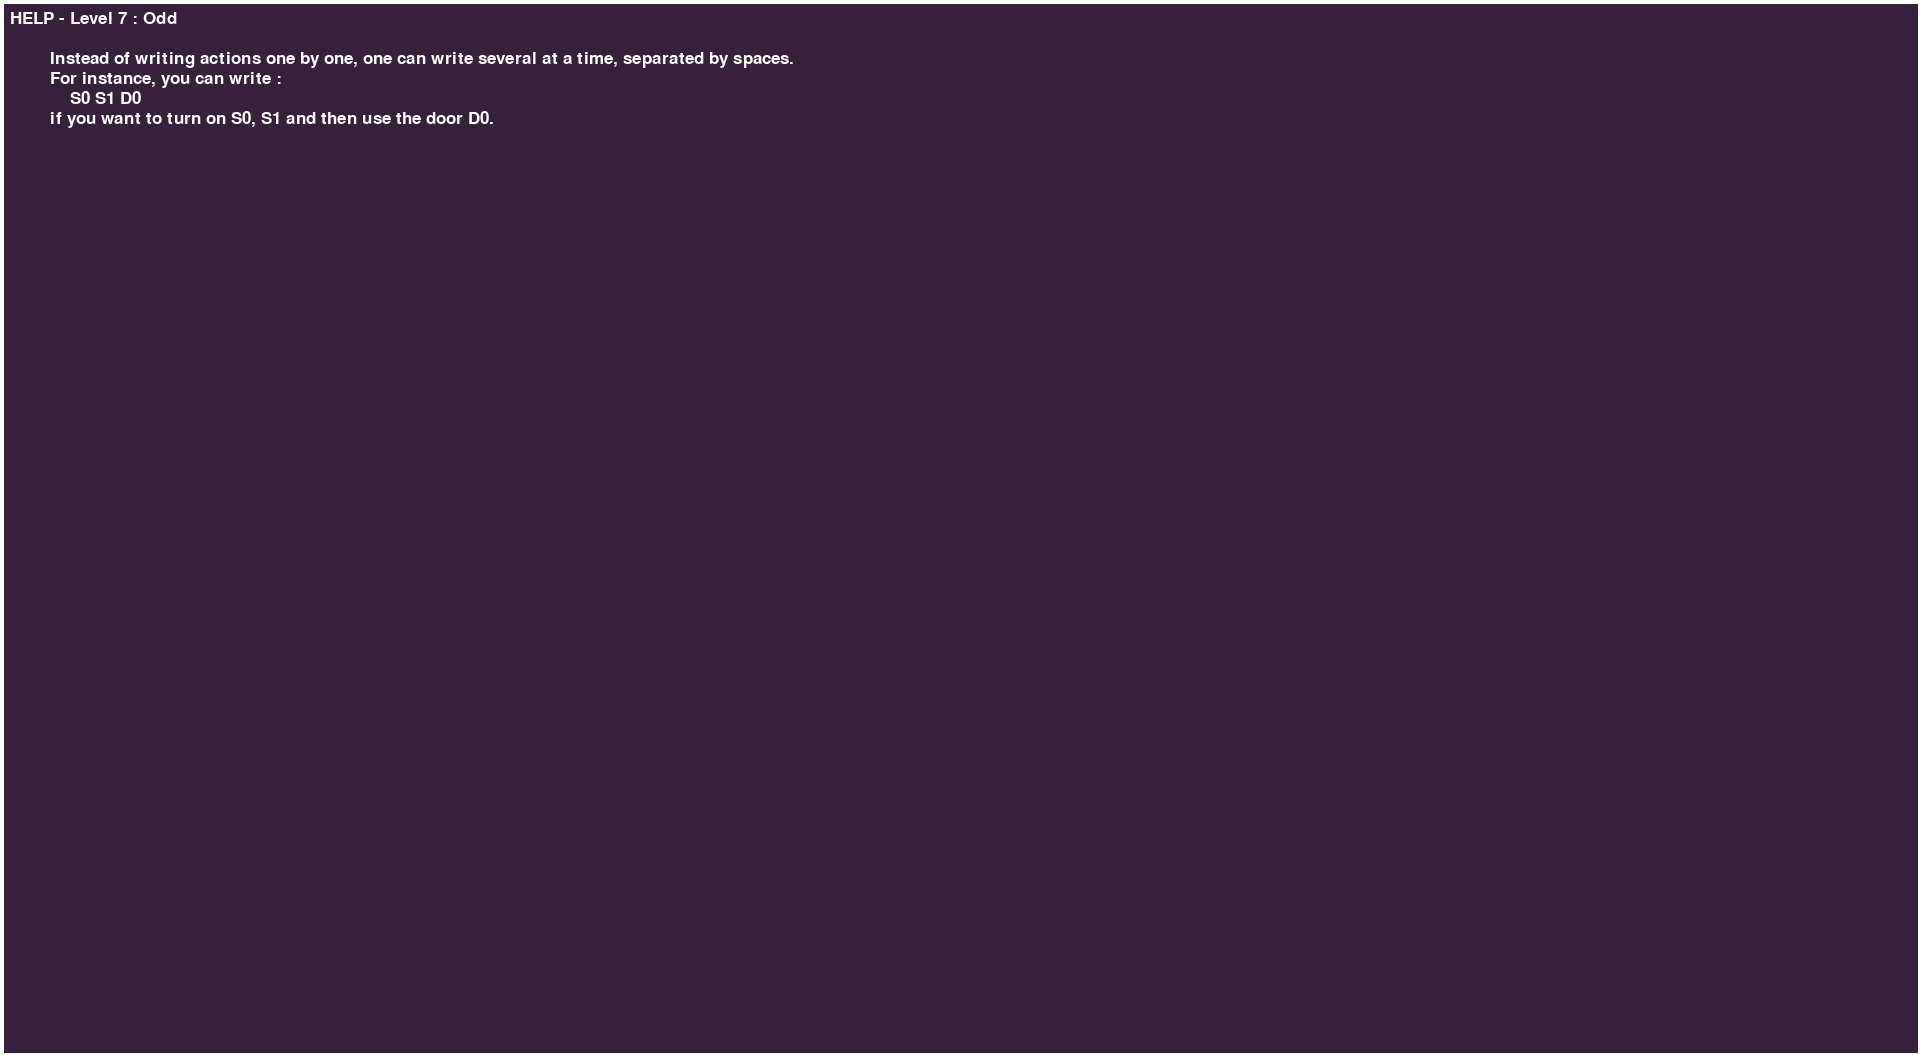 HELP - Level 7 : Odd
Instead of writing actions one by one, one can write several at a time, separated by spaces.
For instance, you can write :
S0 S1 D0
if you want to turn on S0, S1 and then use the door D0.